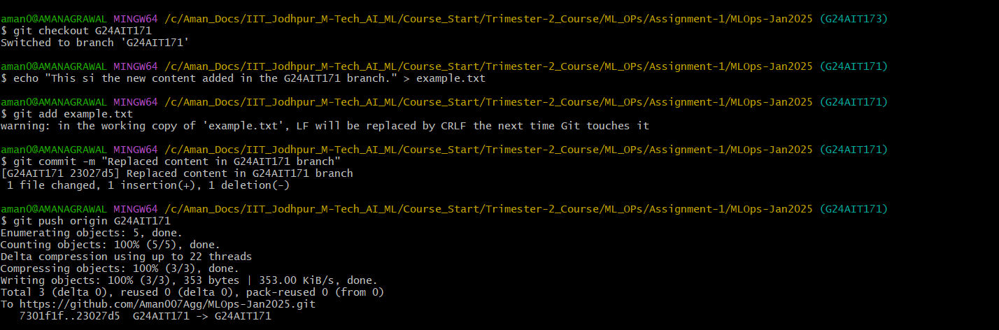 aman0@AMANAGRAWAL MINGW64 /c/Aman_Docs/IIT_Jodhpur_M-Tech_AI_ML/Course_Start/Trimester-2_Course/ML_OPs/Assignment-1/MLOps-Jan2025 (G24AIT173)
$ git checkout G24AIT171
Switched to branch 'G24AIT171'
aman0@AMANAGRAWAL MINGW64 /c/Aman_Docs/IIT_Jodhpur_M-Tech_AI_ML/Course_Start/Trimester-2_Course/ML_OPs/Assignment-1/MLOps-Jan2025 (G24AIT171)
$ echo "This si the new content added in the G24AIT171 branch." > example.txt
aman0@AMANAGRAWAL MINGW64 /c/Aman_Docs/IIT_Jodhpur_M-Tech_AI_ML/Course_Start/Trimester-2_Course/ML_OPs/Assignment-1/MLOps-Jan2025 (G24AIT171)
$ git add example.txt
warning: in the working copy of 'example.txt', LF will be replaced by CRLF the next time Git touches it
aman0@AMANAGRAWAL MINGW64 /c/Aman_Docs/IIT_Jodhpur_M-Tech_AI_ML/Course_Start/Trimester-2_Course/ML_OPs/Assignment-1/MLOps-Jan2025 (G24AIT171)
$ git commit -m "Replaced content in G24AIT171 branch"
[G24AIT171 23027d5] Replaced content in G24AIT171 branch
 1 file changed, 1 insertion(+), 1 deletion(-)
aman0@AMANAGRAWAL MINGW64 /c/Aman_Docs/IIT_Jodhpur_M-Tech_AI_ML/Course_Start/Trimester-2_Course/ML_OPs/Assignment-1/MLOps-Jan2025 (G24AIT171)
$ git push origin G24AIT171
Enumerating objects: 5, done.
Counting objects: 100% (5/5), done.
Delta compression using up to 22 threads
Compressing objects: 100% (3/3), done.
Writing objects: 100% (3/3), 353 bytes | 353.00 KiB/s, done.
Total 3 (delta 0), reused 0 (delta 0), pack-reused 0 (from 0)
To https://github.com/Aman007Agg/MLOps-Jan2025.git
   7301f1f..23027d5  G24AIT171 -> G24AIT171